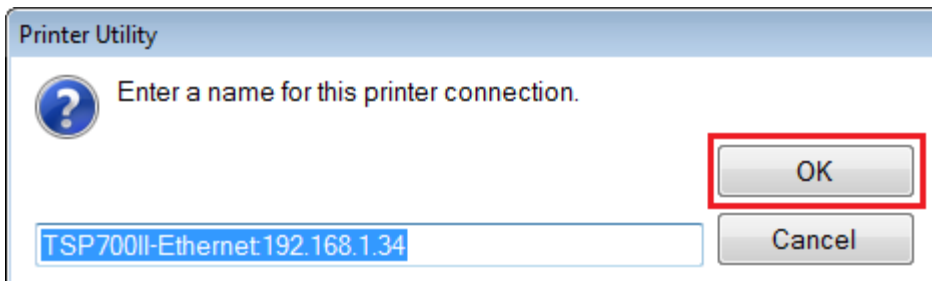 Printer Utility
Enter a name for this printer connection.
OK
TSP700II-Ethernet:192.168.1.34
Cancel